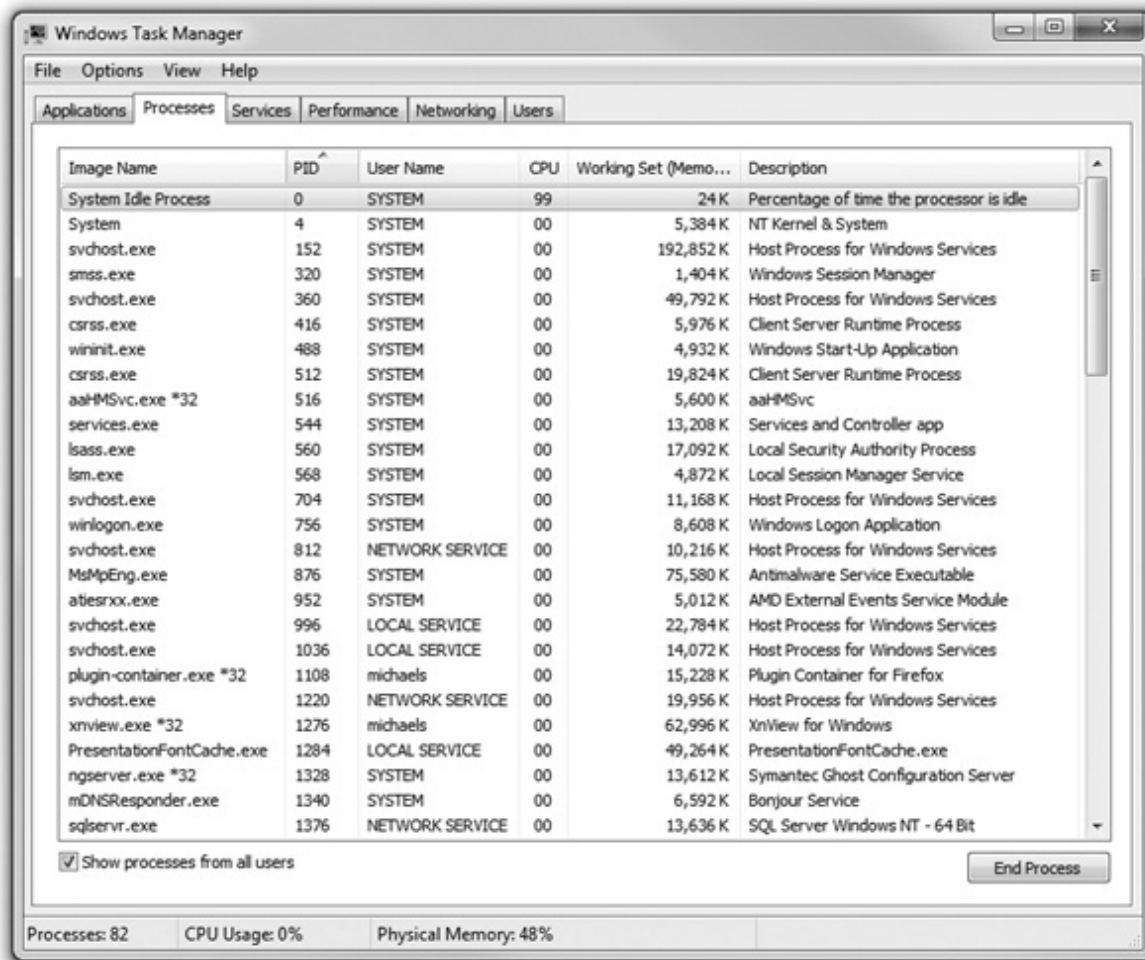 Windows Task Manager
File Options View Help
Applications Processes Services Performance Networking Users
Image Name PID User Name CPU Working Set (Memo... Description
System Idle Process 0 SYSTEM 99 24 K Percentage of time the processor is idle
System 4 SYSTEM 00 5,384 K NT Kernel & System
svchost.exe 152 SYSTEM 00 192,852 K Host Process for Windows Services
smss.exe 320 SYSTEM 00 1,404 K Windows Session Manager
svchost.exe 360 SYSTEM 00 49,792 K Host Process for Windows Services
csrss.exe 416 SYSTEM 00 5,976 K Client Server Runtime Process
wininit.exe 488 SYSTEM 00 4,932 K Windows Start-Up Application
csrss.exe 512 SYSTEM 00 19,824 K Client Server Runtime Process
aaHMSvc.exe *32 516 SYSTEM 00 5,600 K aaHMSvc
services.exe 544 SYSTEM 00 13,208 K Services and Controller app
lsass.exe 560 SYSTEM 00 17,092 K Local Security Authority Process
lsm.exe 568 SYSTEM 00 4,872 K Local Session Manager Service
svchost.exe 704 SYSTEM 00 11,168 K Host Process for Windows Services
winlogon.exe 756 SYSTEM 00 8,608 K Windows Logon Application
svchost.exe 812 NETWORK SERVICE 00 10,216 K Host Process for Windows Services
MsMpEng.exe 876 SYSTEM 00 75,580 K Antimalware Service Executable
atiesrxx.exe 952 SYSTEM 00 5,012 K AMD External Events Service Module
svchost.exe 996 LOCAL SERVICE 00 22,784 K Host Process for Windows Services
svchost.exe 1036 LOCAL SERVICE 00 14,072 K Host Process for Windows Services
plugin-container.exe *32 1108 michaels 00 15,228 K Plugin Container for Firefox
svchost.exe 1220 NETWORK SERVICE 00 19,956 K Host Process for Windows Services
xnview.exe *32 1276 michaels 00 62,996 K XnView for Windows
PresentationFontCache.exe 1284 LOCAL SERVICE 00 49,264 K PresentationFontCache.exe
ngserver.exe *32 1328 SYSTEM 00 13,612 K Symantec Ghost Configuration Server
mDNSResponder.exe 1340 SYSTEM 00 6,592 K Bonjour Service
sqlservr.exe 1376 NETWORK SERVICE 00 13,636 K SQL Server Windows NT - 64 Bit
Show processes from all users
End Process
Processes: 82 CPU Usage: 0% Physical Memory: 48%